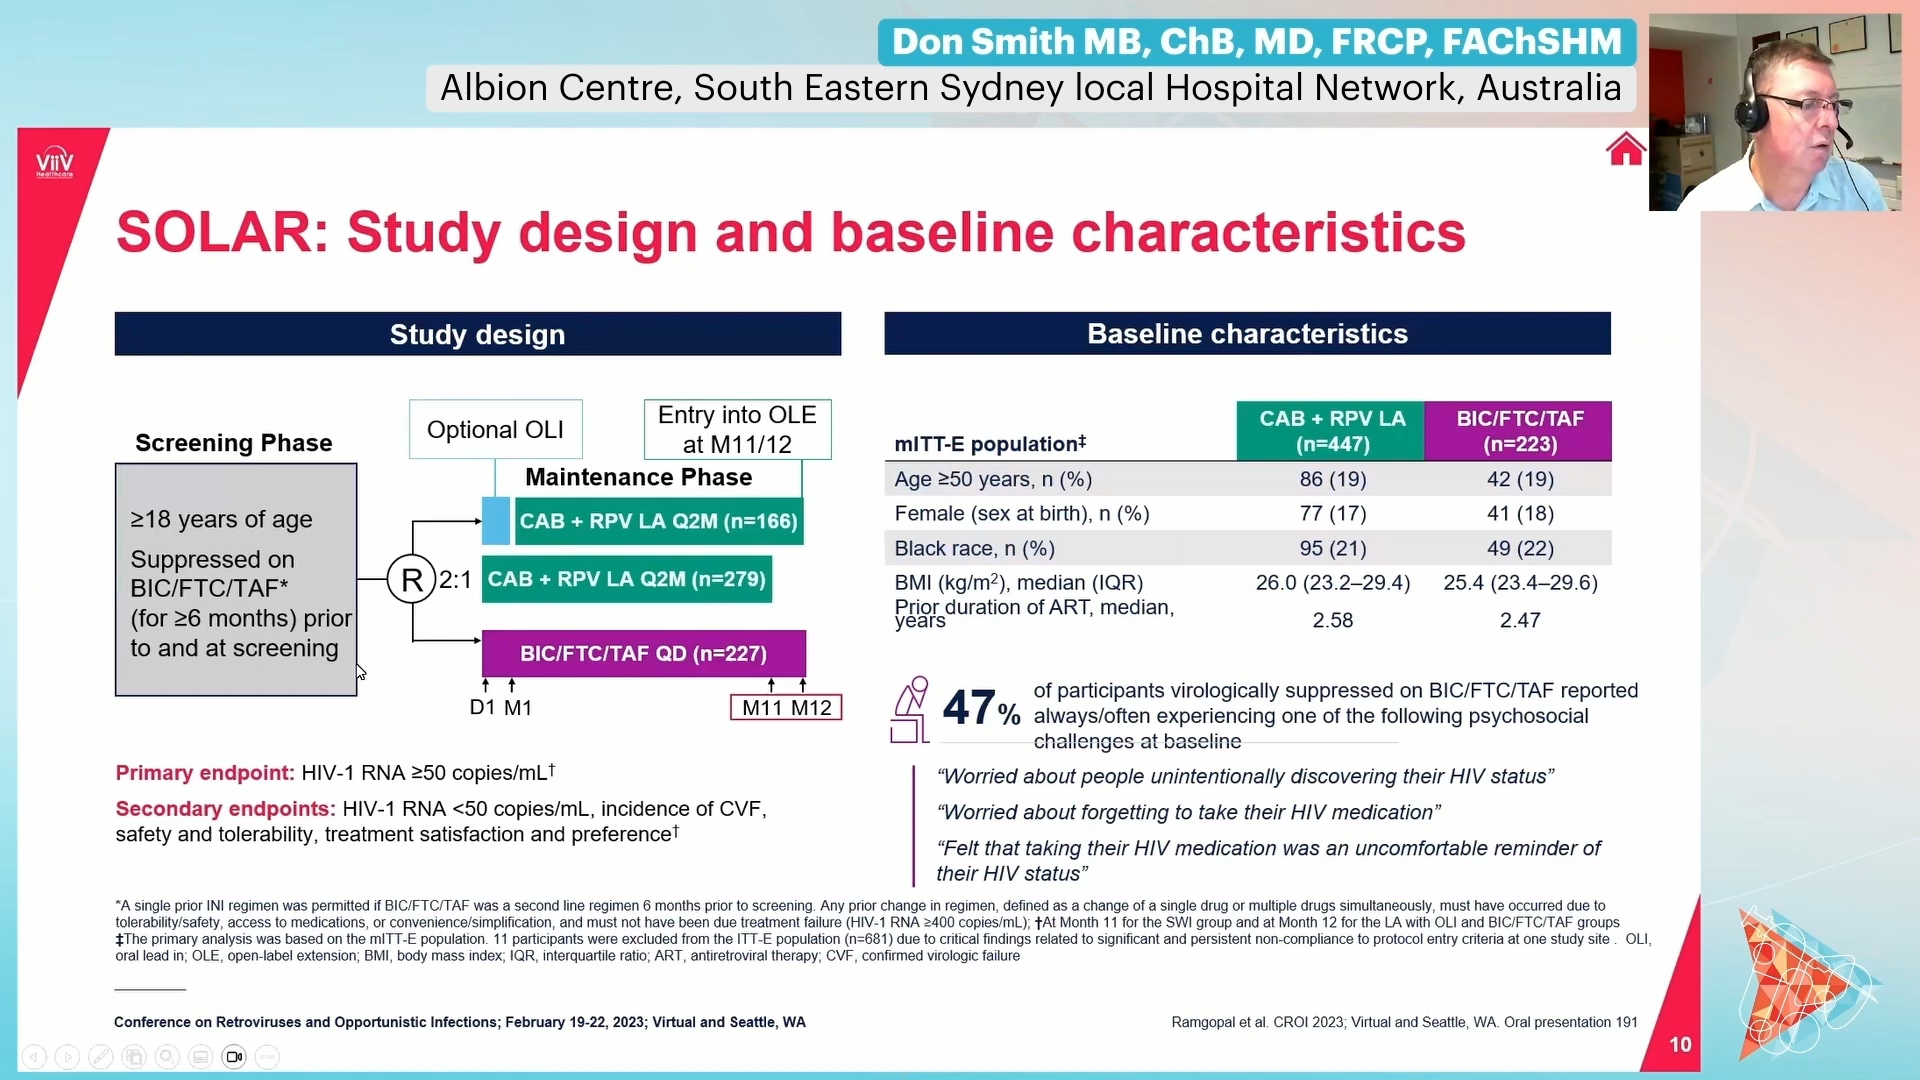 Don Smith MB, ChB, MD, FRCP, FAChSHM
Albion Centre, South Eastern Sydney local Hospital Network, Australia
ViiV
Healthcare
SOLAR: Study design and baseline characteristics
Study design
Screening Phase
≥18 years of age
Suppressed on
BIC/FTC/TAF*
(for ≥6 months) prior
to and at screening
R
2:1
Optional OLI
Entry into OLE
at M11/12
Maintenance Phase
CAB + RPV LA Q2M (n=166)
CAB + RPV LA Q2M (n=279)
BIC/FTC/TAF QD (n=227)
D1 M1
M11 M12
Primary endpoint: HIV-1 RNA ≥50 copies/mL†
Secondary endpoints: HIV-1 RNA <50 copies/mL, incidence of CVF,
safety and tolerability, treatment satisfaction and preference†
Baseline characteristics
mITT-E population‡ CAB + RPV LA (n=447) BIC/FTC/TAF (n=223)
Age ≥50 years, n (%) 86 (19) 42 (19)
Female (sex at birth), n (%) 77 (17) 41 (18)
Black race, n (%) 95 (21) 49 (22)
BMI (kg/m²), median (IQR) 26.0 (23.2–29.4) 25.4 (23.4–29.6)
Prior duration of ART, median, years 2.58 2.47
47%
of participants virologically suppressed on BIC/FTC/TAF reported
always/often experiencing one of the following psychosocial
challenges at baseline
“Worried about people unintentionally discovering their HIV status”
“Worried about forgetting to take their HIV medication”
“Felt that taking their HIV medication was an uncomfortable reminder of
their HIV status”
*A single prior INI regimen was permitted if BIC/FTC/TAF was a second line regimen 6 months prior to screening. Any prior change in regimen, defined as a change of a single drug or multiple drugs simultaneously, must have occurred due to
tolerability/safety, access to medications, or convenience/simplification, and must not have been due treatment failure (HIV-1 RNA ≥400 copies/mL); †At Month 11 for the SWI group and at Month 12 for the LA with OLI and BIC/FTC/TAF groups
‡The primary analysis was based on the mITT-E population. 11 participants were excluded from the ITT-E population (n=681) due to critical findings related to significant and persistent non-compliance to protocol entry criteria at one study site . OLI,
oral lead in; OLE, open-label extension; BMI, body mass index; IQR, interquartile ratio; ART, antiretroviral therapy; CVF, confirmed virologic failure
Conference on Retroviruses and Opportunistic Infections; February 19-22, 2023; Virtual and Seattle, WA
Ramgopal et al. CROI 2023; Virtual and Seattle, WA. Oral presentation 191
10